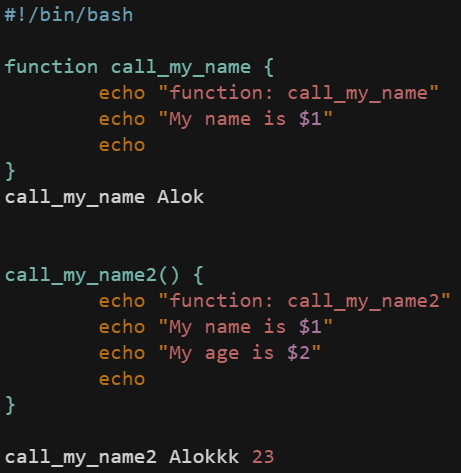 #!/bin/bash

function call_my_name {
        echo "function: call_my_name"
        echo "My name is $1"
        echo
}
call_my_name Alok


call_my_name2() {
        echo "function: call_my_name2"
        echo "My name is $1"
        echo "My age is $2"
        echo
}

call_my_name2 Alokkk 23